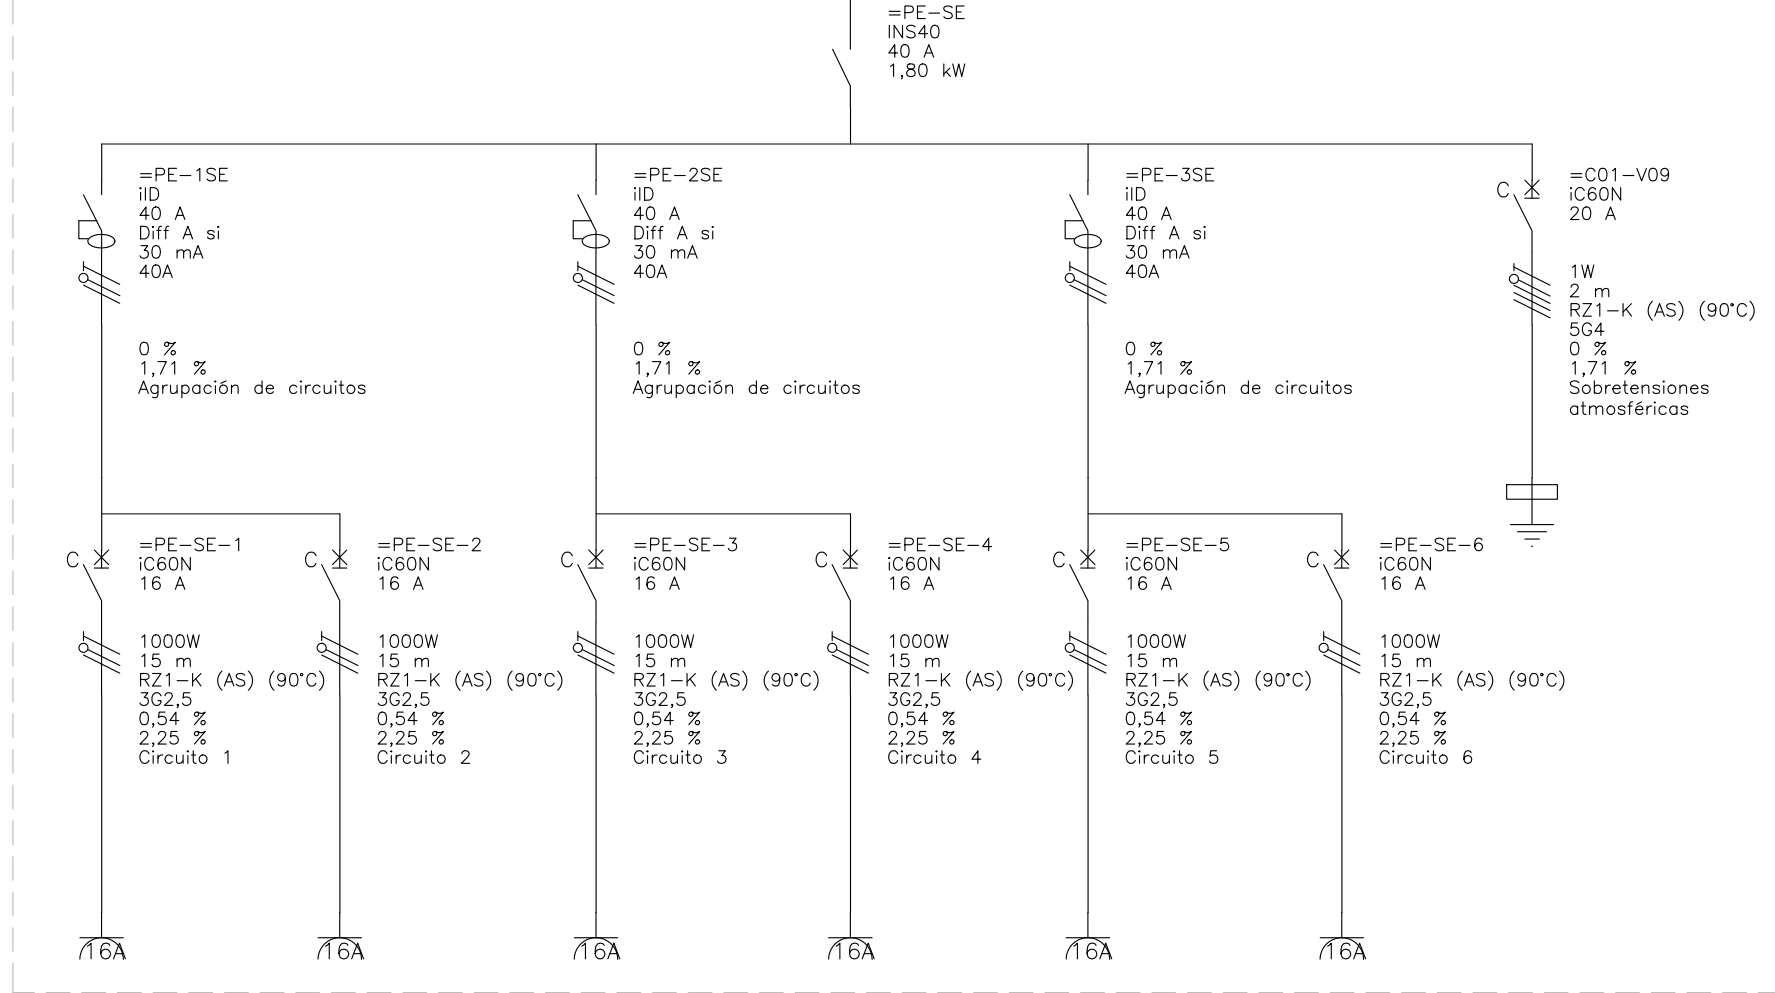 =PE-SE
INS40
40 A
1,80 kW
=PE-1SE
iID
40 A
Diff A si
30 mA
40A
0 %
1,71 %
Agrupación de circuitos
=PE-2SE
iID
40 A
Diff A si
30 mA
40A
0 %
1,71 %
Agrupación de circuitos
=PE-3SE
iID
40 A
Diff A si
30 mA
40A
0 %
1,71 %
Agrupación de circuitos
C
=C01-V09
iC60N
20 A
1W
2 m
RZ1-K (AS) (90°C)
5G4
0 %
1,71 %
Sobretensiones
atmosféricas
C
=PE-SE-1
iC60N
16 A
1000W
15 m
RZ1-K (AS) (90°C)
3G2,5
0,54 %
2,25 %
Circuito 1
16A
C
=PE-SE-2
iC60N
16 A
1000W
15 m
RZ1-K (AS) (90°C)
3G2,5
0,54 %
2,25 %
Circuito 2
16A
C
=PE-SE-3
iC60N
16 A
1000W
15 m
RZ1-K (AS) (90°C)
3G2,5
0,54 %
2,25 %
Circuito 3
16A
C
=PE-SE-4
iC60N
16 A
1000W
15 m
RZ1-K (AS) (90°C)
3G2,5
0,54 %
2,25 %
Circuito 4
16A
C
=PE-SE-5
iC60N
16 A
1000W
15 m
RZ1-K (AS) (90°C)
3G2,5
0,54 %
2,25 %
Circuito 5
16A
C
=PE-SE-6
iC60N
16 A
1000W
15 m
RZ1-K (AS) (90°C)
3G2,5
0,54 %
2,25 %
Circuito 6
16A